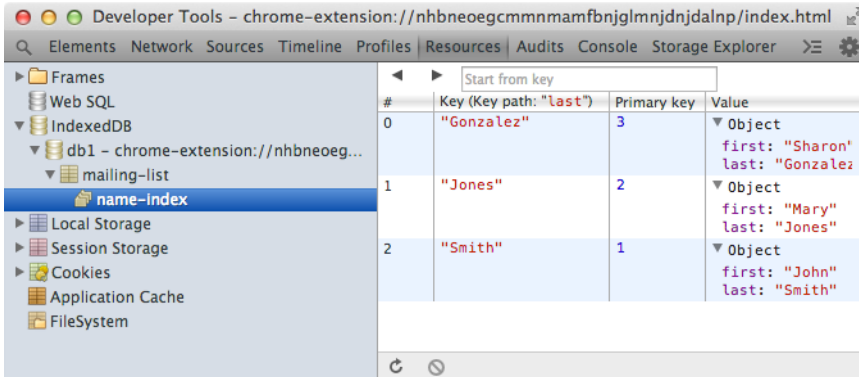 Developer Tools - chrome-extension://nhbneoegcmmnmamfbnjglmnjdnjdalnp/index.html
Elements Network Sources Timeline Profiles Resources Audits Console Storage Explorer
Frames
Web SQL
IndexedDB
db1 - chrome-extension://nhbneoeg...
mailing-list
name-index
Local Storage
Session Storage
Cookies
Application Cache
FileSystem
Start from key
# Key (Key path: "last") Primary key Value
0 "Gonzalez" 3 Object
first: "Sharon"
last: "Gonzalez
1 "Jones" 2 Object
first: "Mary"
last: "Jones"
2 "Smith" 1 Object
first: "John"
last: "Smith"